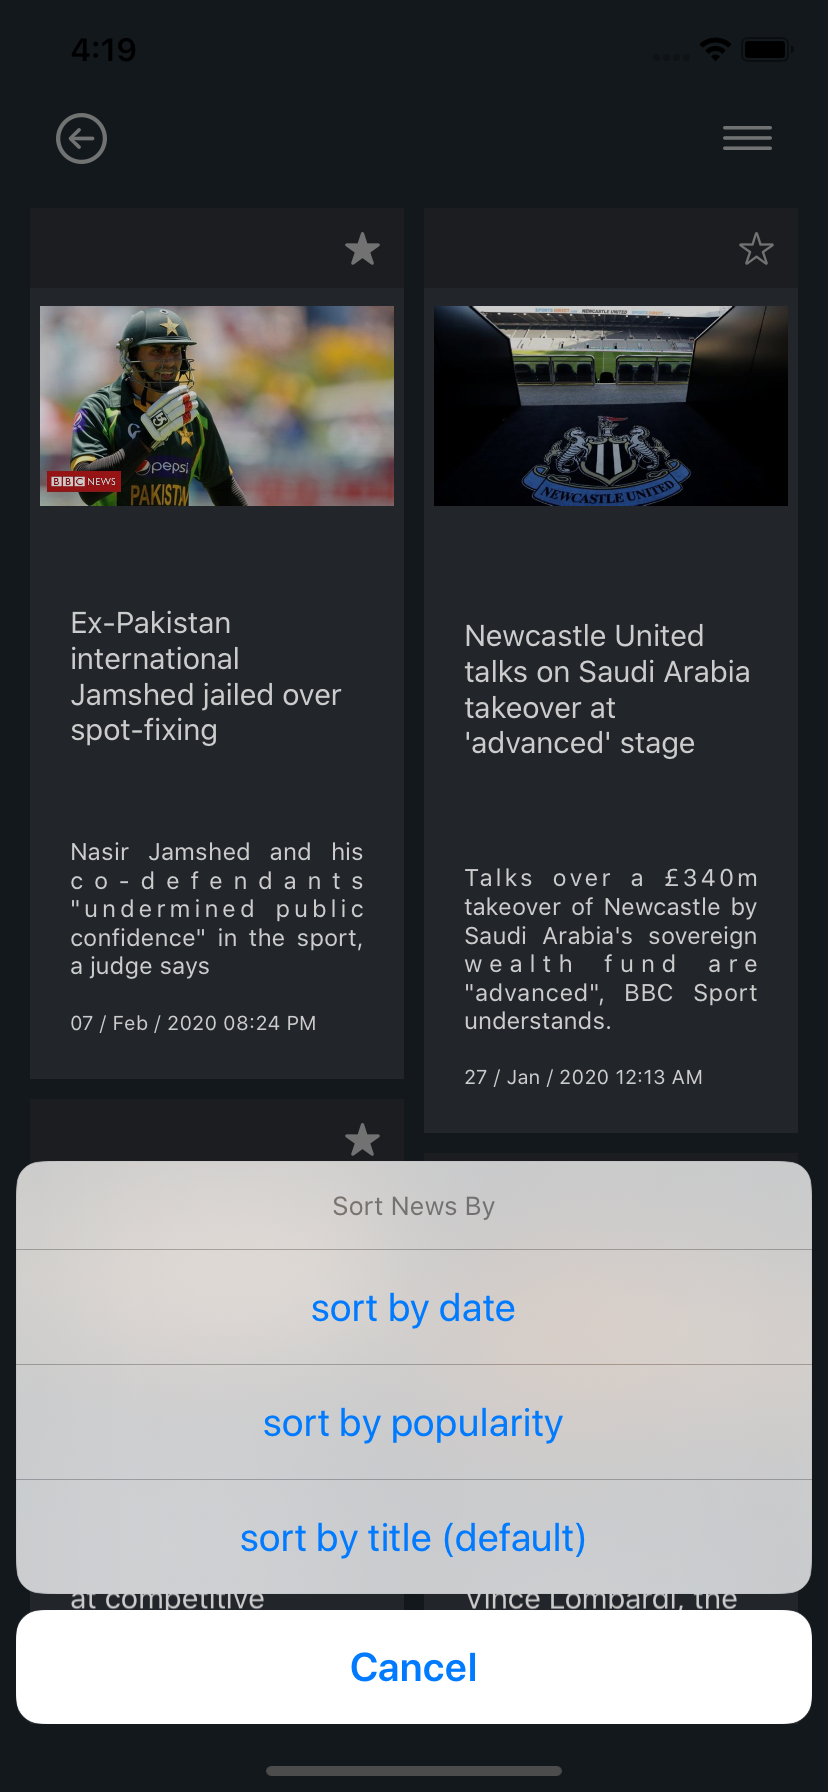 4:19
pepsi
PAKISTAN
BBC NEWS
Ex-Pakistan
international
Jamshed jailed over
spot-fixing
Nasir Jamshed and his
co-defendants
"undermined public
confidence" in the sport,
a judge says
07 / Feb / 2020 08:24 PM
NEWCASTLE UNITED
NEWCASTLE UNITED
Newcastle United
talks on Saudi Arabia
takeover at
'advanced' stage
Talks over a £340m
takeover of Newcastle by
Saudi Arabia's sovereign
wealth fund are
"advanced", BBC Sport
understands.
27 / Jan / 2020 12:13 AM
Sort News By
sort by date
sort by popularity
sort by title (default)
at competitive
Vince Lombardi, the
Cancel